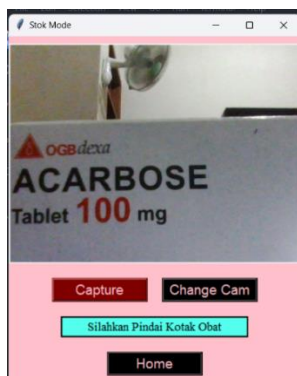 Stok Mode
OGBdexa
ACARBOSE
Tablet 100 mg
Capture
Change Cam
Silahkan Pindai Kotak Obat
Home